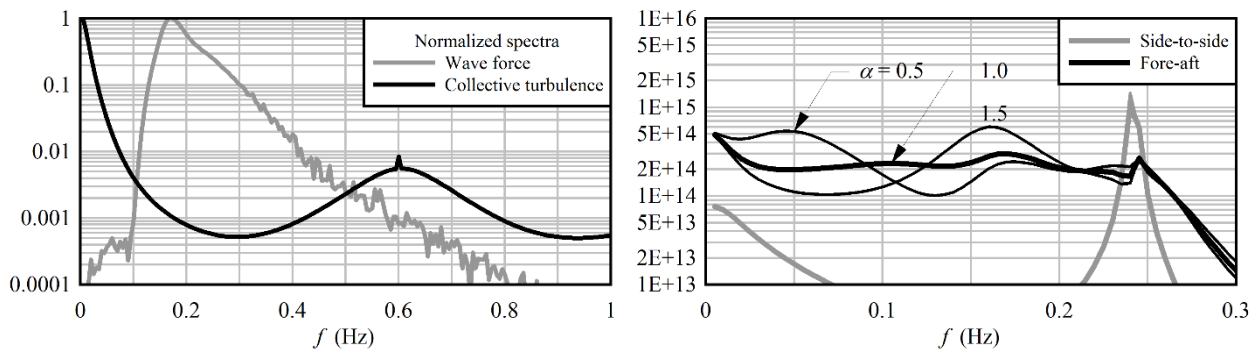 1
0.1
0.01
0.001
0.0001
Normalized spectra
Wave force
Collective turbulence
0
0.2
0.4
0.6
0.8
1
f (Hz)
1E+16
5E+15
2E+15
1E+15
5E+14
2E+14
1E+14
5E+13
2E+13
1E+13
α = 0.5
1.0
1.5
Side-to-side
Fore-aft
0
0.1
0.2
0.3
f (Hz)